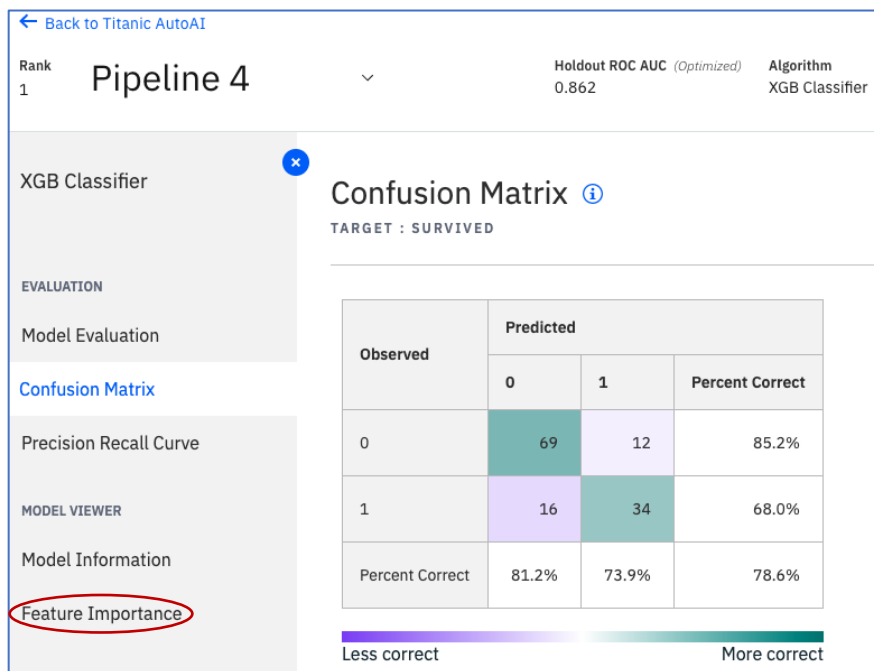 ← Back to Titanic AutoAI
Rank
1
Pipeline 4
Holdout ROC AUC (Optimized)
0.862
Algorithm
XGB Classifier
XGB Classifier
EVALUATION
Model Evaluation
Confusion Matrix
Precision Recall Curve
MODEL VIEWER
Model Information
Feature Importance
Confusion Matrix
TARGET : SURVIVED
Observed Predicted
0 1 Percent Correct
0 69 12 85.2%
1 16 34 68.0%
Percent Correct 81.2% 73.9% 78.6%
Less correct More correct